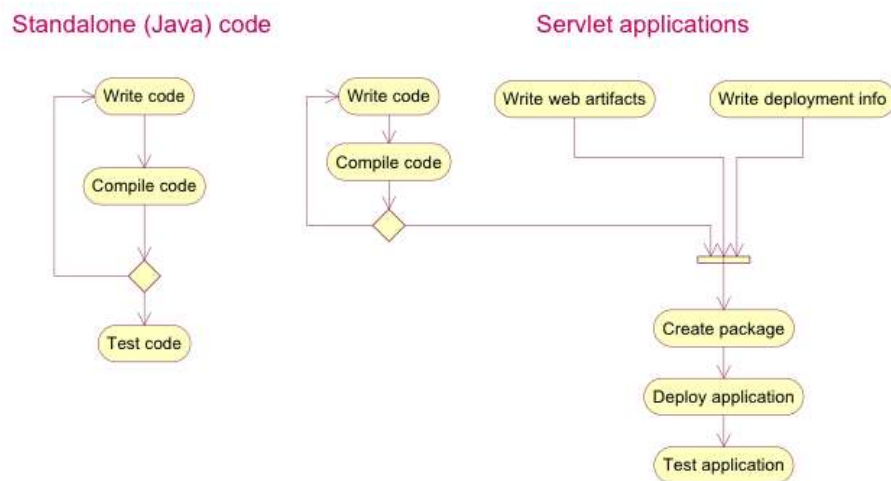 Standalone (Java) code
Servlet applications
Write code
Write code
Write web artifacts
Write deployment info
Compile code
Compile code
Test code
Create package
Deploy application
Test application